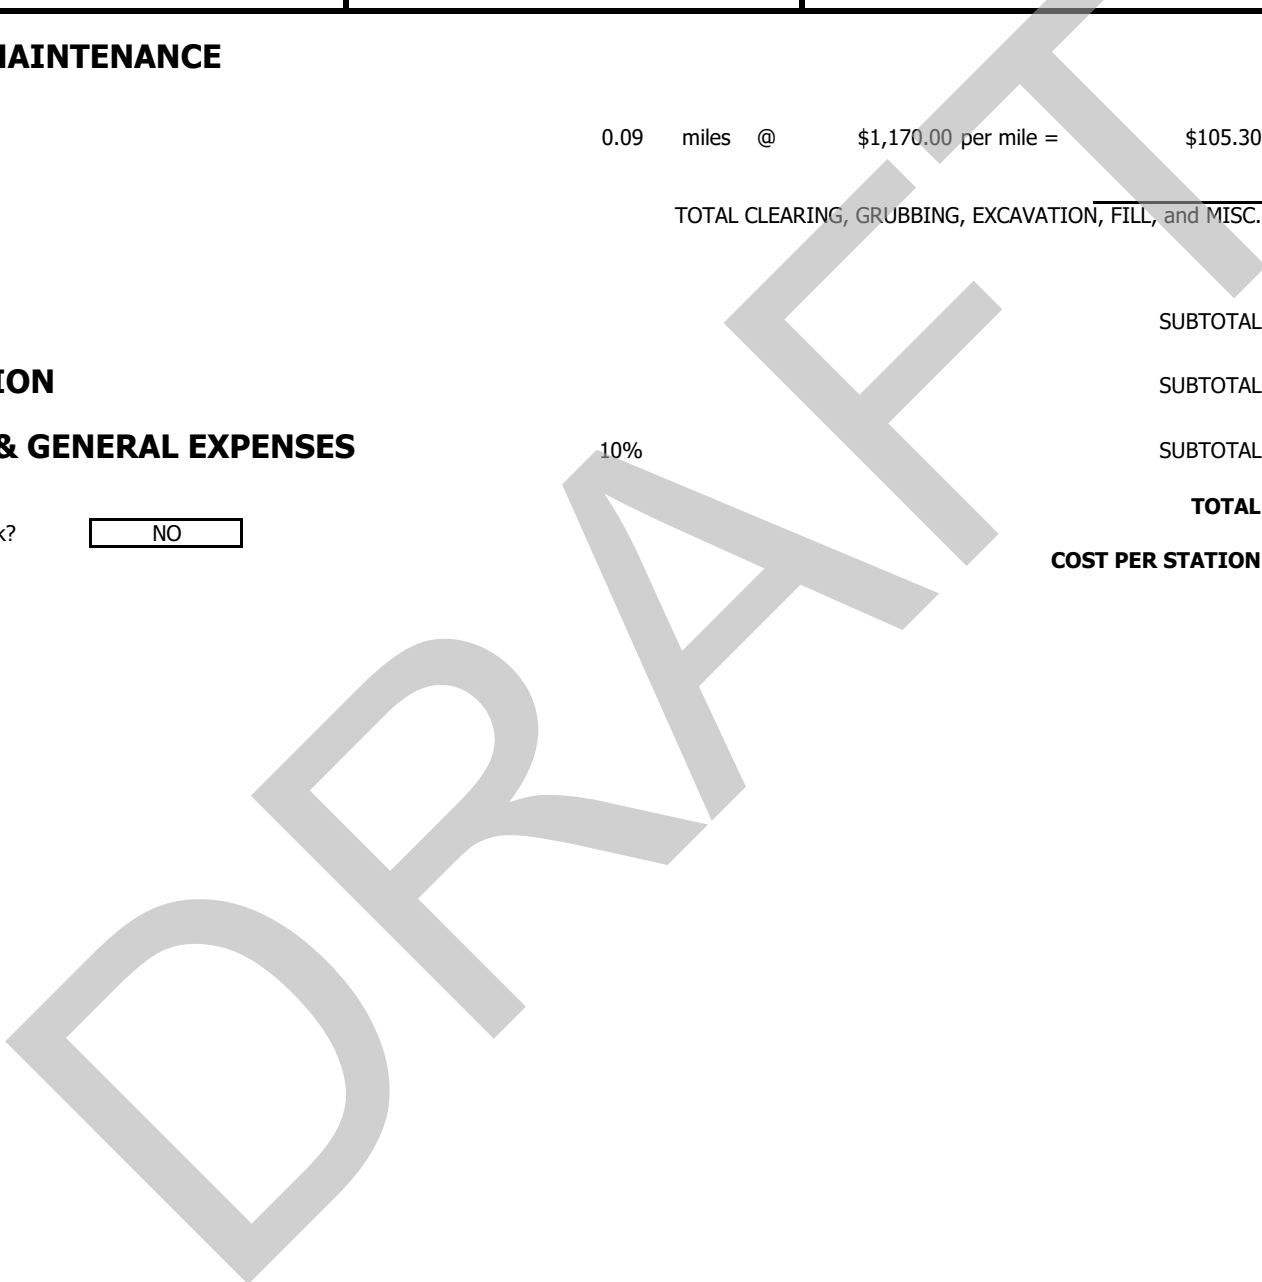 MAINTENANCE
0.09 miles @ $1,170.00 per mile = $105.30
TOTAL CLEARING, GRUBBING, EXCAVATION, FILL, and MISC.
SUBTOTAL
ION SUBTOTAL
& GENERAL EXPENSES 10% SUBTOTAL
TOTAL
k? NO
COST PER STATION
DRAFT